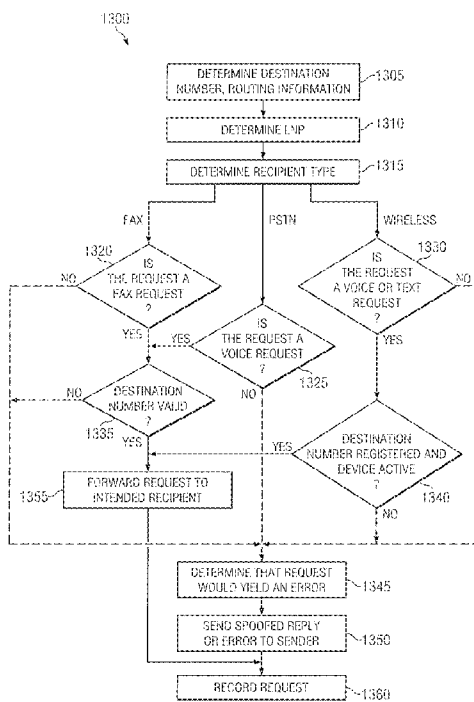 1300
DETERMINE DESTINATION
NUMBER, ROUTING INFORMATION
1305
DETERMINE LNP
1310
DETERMINE RECIPIENT TYPE
1315
FAX
PSTN
WIRELESS
1320
IS
THE REQUEST A
FAX REQUEST
?
NO
YES
1330
IS
THE REQUEST
A VOICE OR TEXT
REQUEST
?
NO
YES
IS
THE REQUEST A
VOICE REQUEST
?
YES
NO
1325
DESTINATION
NUMBER VALID
?
NO
YES
1335
DESTINATION
NUMBER REGISTERED AND
DEVICE ACTIVE
?
YES
NO
1340
FORWARD REQUEST TO
INTENDED RECIPIENT
1355
DETERMINE THAT REQUEST
WOULD YIELD AN ERROR
1345
SEND SPOOFED REPLY
OR ERROR TO SENDER
1350
RECORD REQUEST
1360